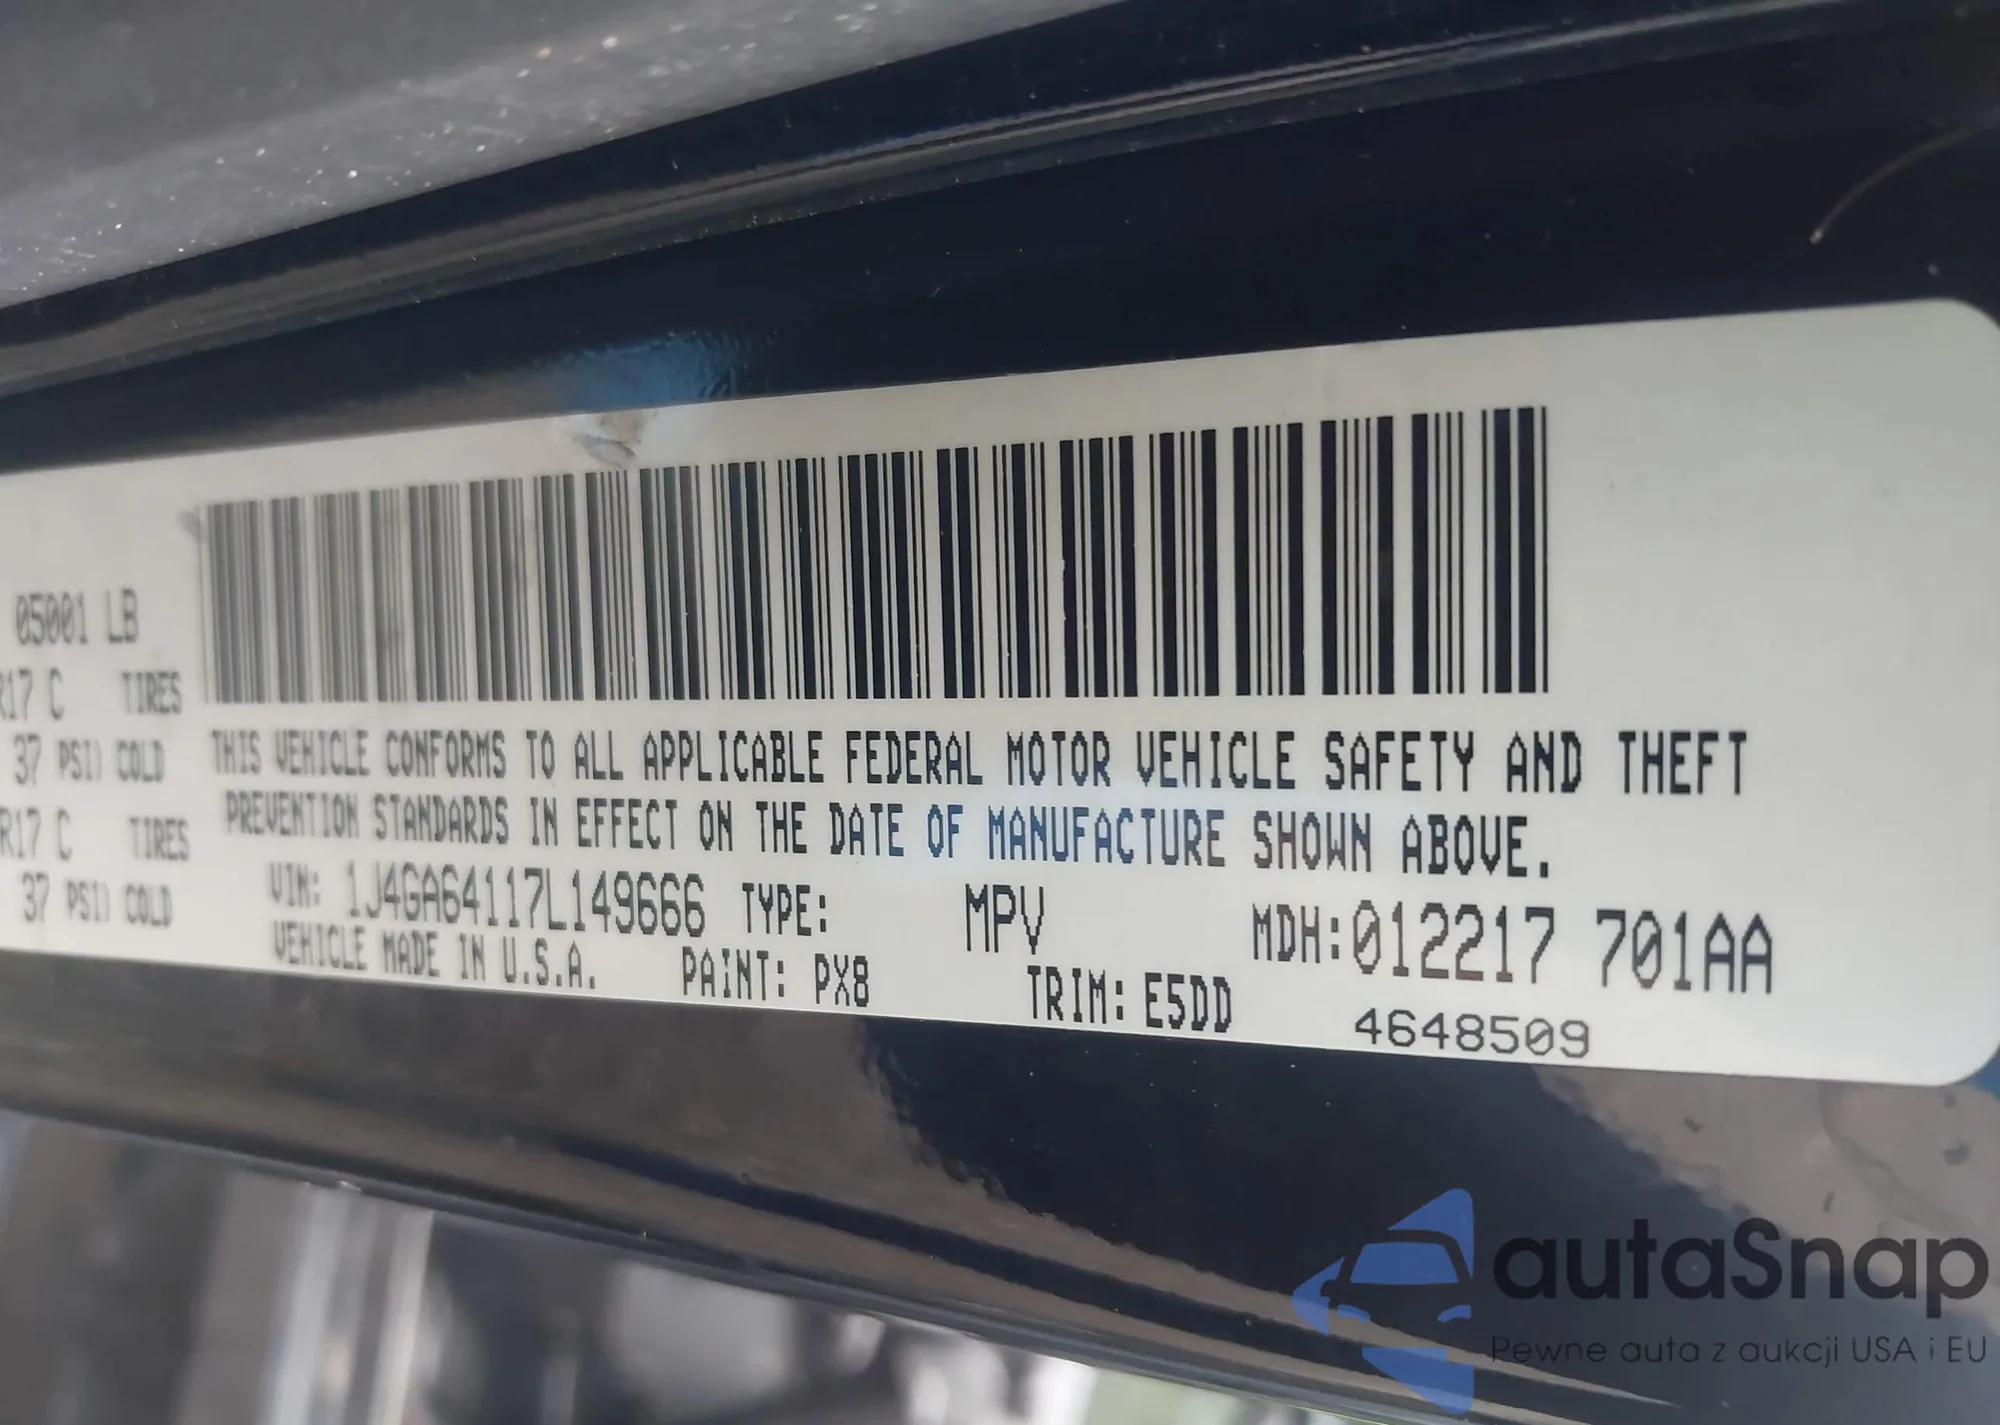 05001 LB
R17 C TIRES
37 PSI) COLD
R17 C TIRES
37 PSI) COLD
THIS VEHICLE CONFORMS TO ALL APPLICABLE FEDERAL MOTOR VEHICLE SAFETY AND THEFT
PREVENTION STANDARDS IN EFFECT ON THE DATE OF MANUFACTURE SHOWN ABOVE.
VIN: 1J4GA64117L149666 TYPE: MPV MDH:012217 701AA
VEHICLE MADE IN U.S.A. PAINT: PX8 TRIM: E5DD 4648509
autaSnap
Pewne auta z aukcji USA i EU